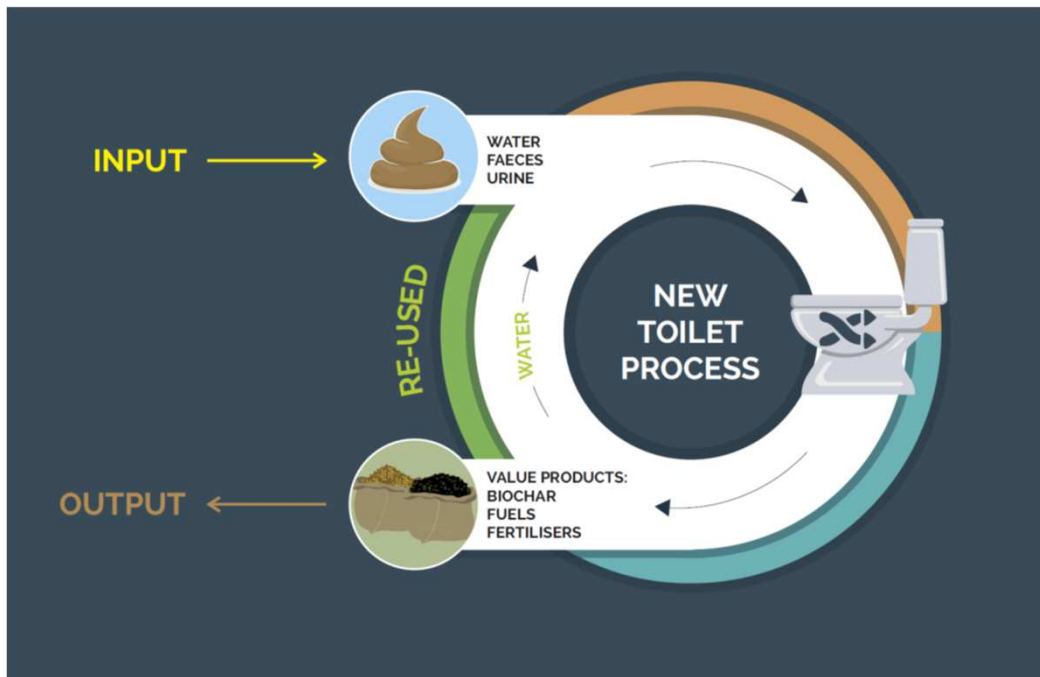 INPUT
WATER
FAECES
URINE
RE-USED
WATER
NEW
TOILET
PROCESS
OUTPUT
VALUE PRODUCTS:
BIOCHAR
FUELS
FERTILISERS